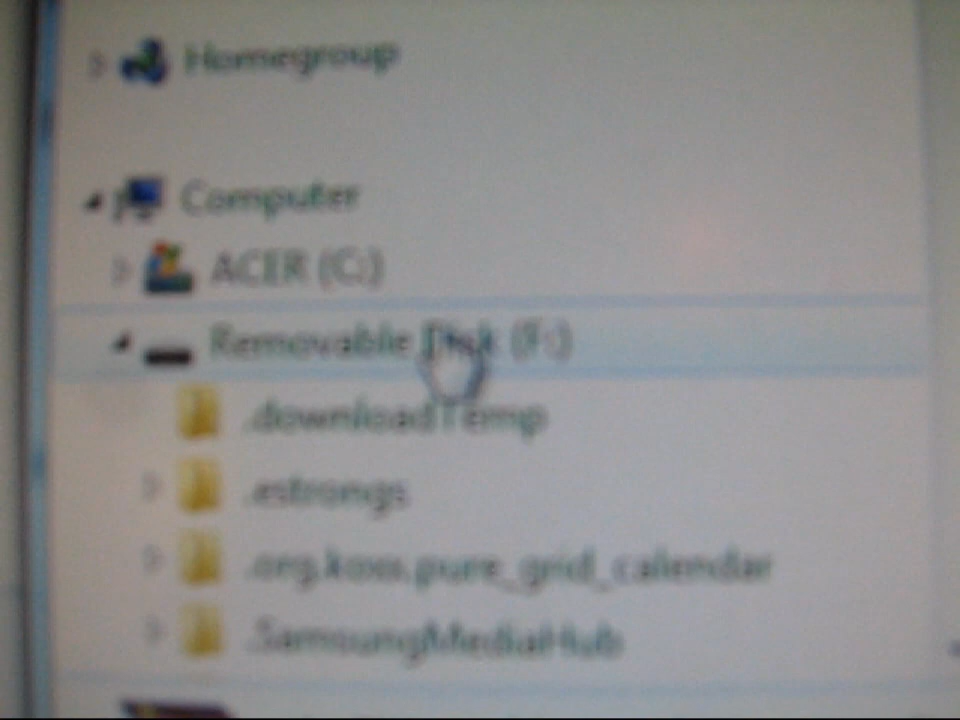 Homegroup
Computer
ACER (C:)
Removable Disk (F:)
.downloadTemp
.estrongs
.org.koxx.pure_grid_calendar
.SamsungMediaHub